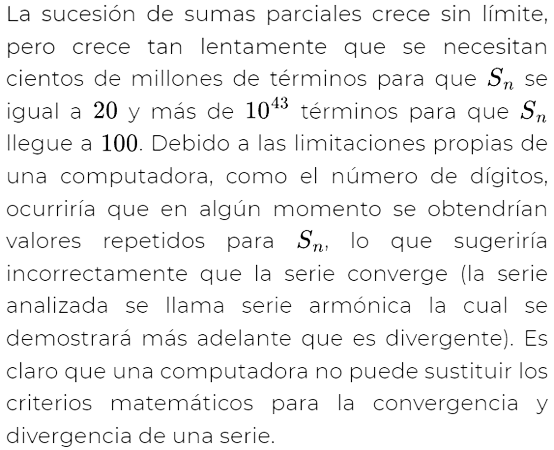 La sucesión de sumas parciales crece sin límite,
pero crece tan lentamente que se necesitan
cientos de millones de términos para que $S_n$ se
igual a 20 y más de $10^{43}$ términos para que $S_n$
llegue a 100. Debido a las limitaciones propias de
una computadora, como el número de dígitos,
ocurriría que en algún momento se obtendrían
valores repetidos para $S_n$, lo que sugeriría
incorrectamente que la serie converge (la serie
analizada se llama serie armónica la cual se
demostrará más adelante que es divergente). Es
claro que una computadora no puede sustituir los
criterios matemáticos para la convergencia y
divergencia de una serie.